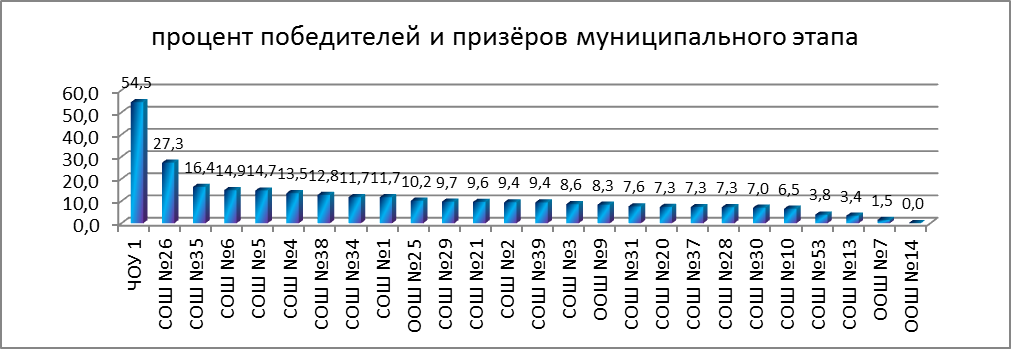 процент победителей и призёров муниципального этапа
60,0
50,0
40,0
30,0
20,0
10,0
0,0
54,5
27,3
16,4
14,9
14,7
13,5
12,8
11,7
11,7
10,2
9,7
9,6
9,4
9,4
8,6
8,3
7,6
7,3
7,3
7,3
7,0
6,5
3,8
3,4
1,5
0,0
ЧОУ 1
СОШ №26
СОШ №35
СОШ №6
СОШ №5
СОШ №4
СОШ №38
СОШ №34
СОШ №1
ООШ №25
СОШ №29
СОШ №21
СОШ №2
СОШ №39
СОШ №3
ООШ №9
СОШ №31
СОШ №20
СОШ №37
СОШ №28
СОШ №30
СОШ №10
СОШ №53
СОШ №13
ООШ №7
ООШ №14